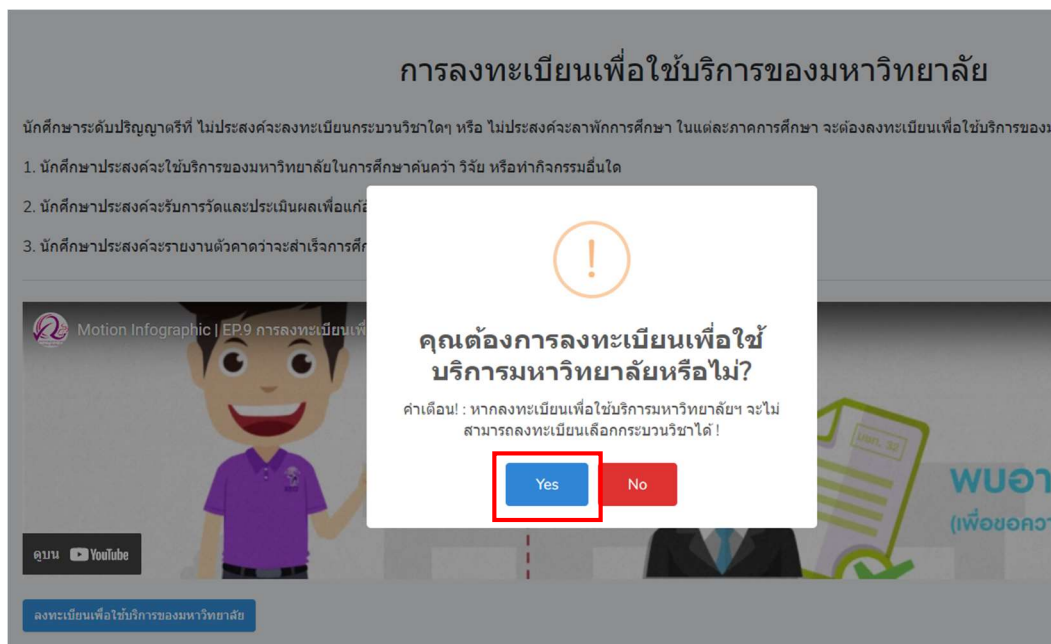 การลงทะเบียนเพื่อใช้บริการของมหาวิทยาลัย
นักศึกษาระดับปริญญาตรีที่ ไม่ประสงค์จะลงทะเบียนกระบวนวิชาใดๆ หรือ ไม่ประสงค์จะลาพักการศึกษา ในแต่ละภาคการศึกษา จะต้องลงทะเบียนเพื่อใช้บริการของม
1. นักศึกษาประสงค์จะใช้บริการของมหาวิทยาลัยในการศึกษาค้นคว้า วิจัย หรือทำกิจกรรมอื่นใด
2. นักศึกษาประสงค์จะรับการวัดและประเมินผลเพื่อแก้
3. นักศึกษาประสงค์จะรายงานตัวคาดว่าจะสำเร็จการศึก
Motion Infographic | EP.9 การลงทะเบียนเพื่
คุณต้องการลงทะเบียนเพื่อใช้
บริการมหาวิทยาลัยหรือไม่?
คำเตือน! : หากลงทะเบียนเพื่อใช้บริการมหาวิทยาลัยฯ จะไม่
สามารถลงทะเบียนเลือกกระบวนวิชาได้ !
Yes No
มชท. 32
พบอา
(เพื่อขอควา
ดูบน YouTube
ลงทะเบียนเพื่อใช้บริการของมหาวิทยาลัย